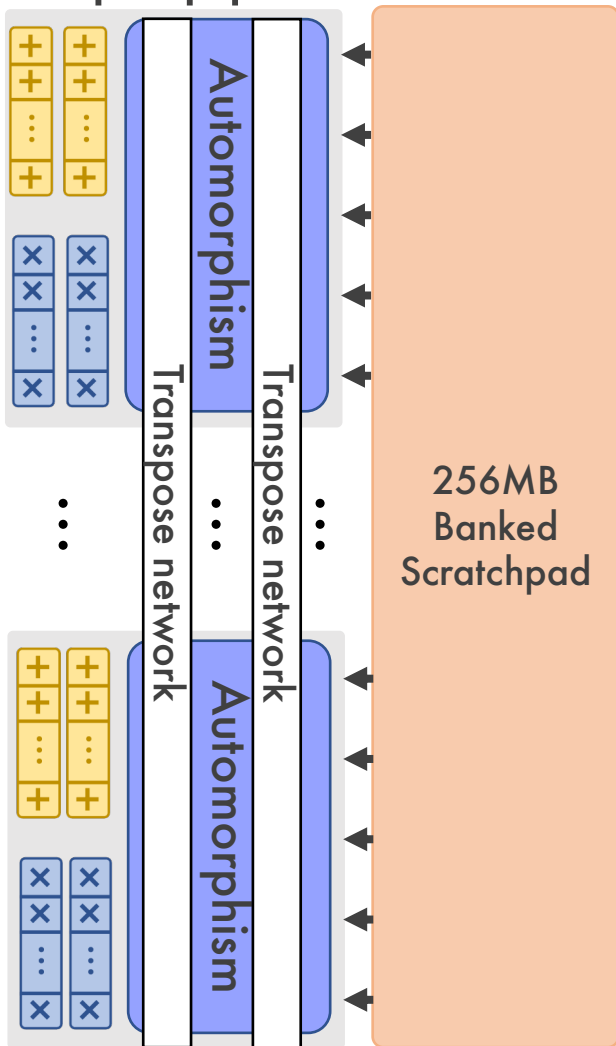 + +
+ +
... ...
+ +
× ×
× ×
... ...
× ×
Automorphism
Transpose network
Transpose network
...
...
...
256MB
Banked
Scratchpad
+ +
+ +
... ...
+ +
× ×
× ×
... ...
× ×
Automorphism